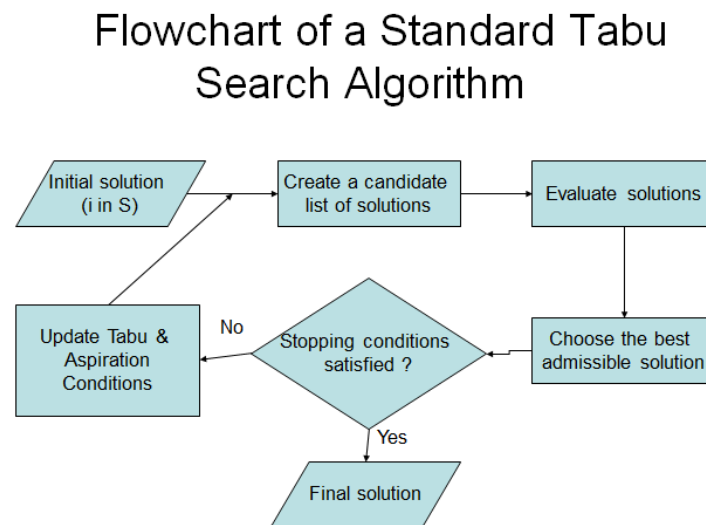 Flowchart of a Standard Tabu
Search Algorithm
Initial solution
(i in S)
Create a candidate
list of solutions
Evaluate solutions
Update Tabu &
Aspiration
Conditions
No
Stopping conditions
satisfied ?
Choose the best
admissible solution
Yes
Final solution